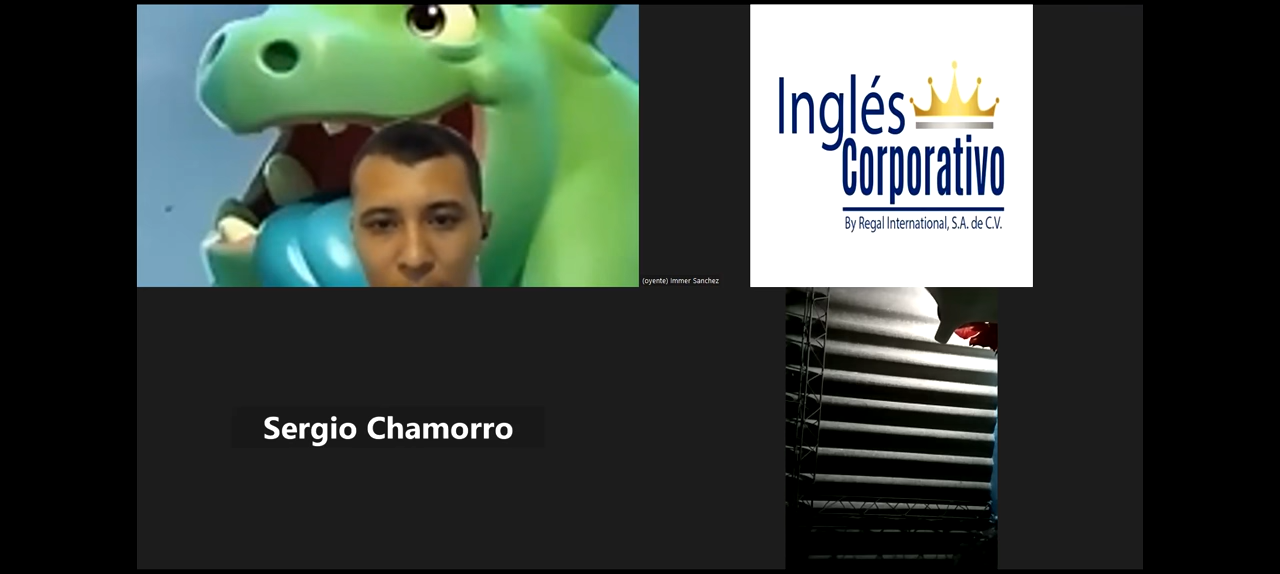 Inglés
Corporativo
By Regal International, S.A. de C.V.
(oyente) Immer Sanchez
Sergio Chamorro